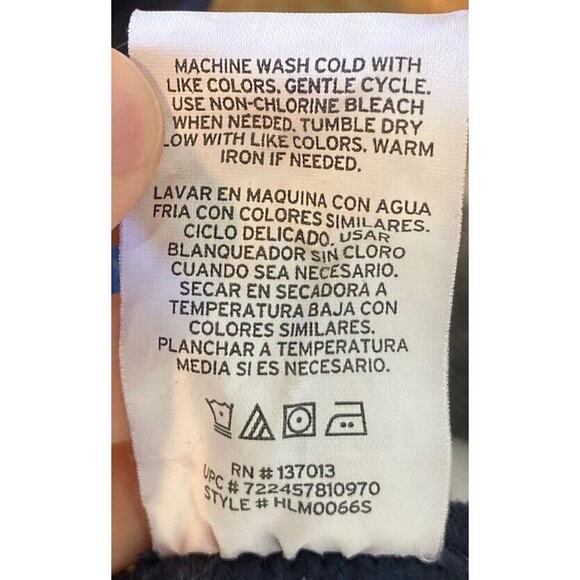 MACHINE WASH COLD WITH
LIKE COLORS. GENTLE CYCLE.
USE NON-CHLORINE BLEACH
WHEN NEEDED. TUMBLE DRY
LOW WITH LIKE COLORS. WARM
IRON IF NEEDED.
LAVAR EN MAQUINA CON AGUA
FRIA CON COLORES SIMILARES.
CICLO DELICADO. USAR
BLANQUEADOR SIN CLORO
CUANDO SEA NECESARIO.
SECAR EN SECADORA A
TEMPERATURA BAJA CON
COLORES SIMILARES.
PLANCHAR A TEMPERATURA
MEDIA SI ES NECESARIO.
RN # 137013
UPC # 722457810970
STYLE # HLM0066S